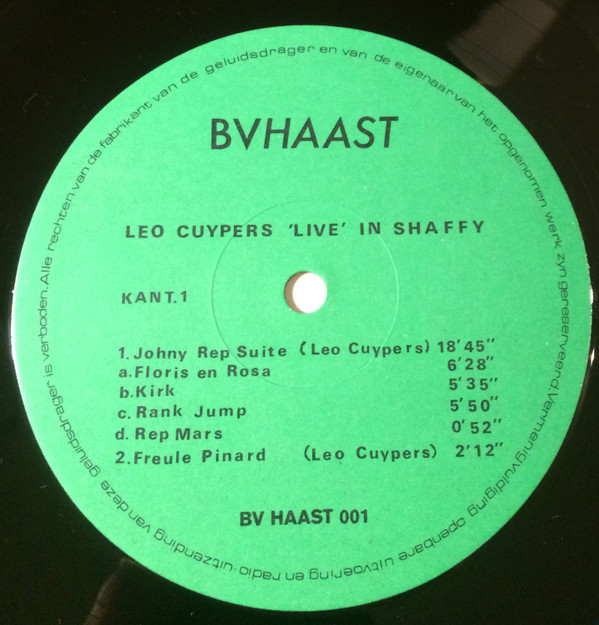 BVHAAST
LEO CUYPERS 'LIVE' IN SHAFFY
KANT.1
1.Johny Rep Suite (Leo Cuypers) 18'45"
a.Floris en Rosa 6'28"
b.Kirk 5'35"
c. Rank Jump 5'50"
d. Rep Mars 0'52"
2.Freule Pinard (Leo Cuypers) 2'12"
BV HAAST 001
Alle rechten van de fabrikant van de geluidsdrager en van de eigenaar van het opgenomen werk zyn gereserveerd.Vermenigvuldiging openbare uitvoering en radio-uitzending van deze geluidsdrager is verboden.